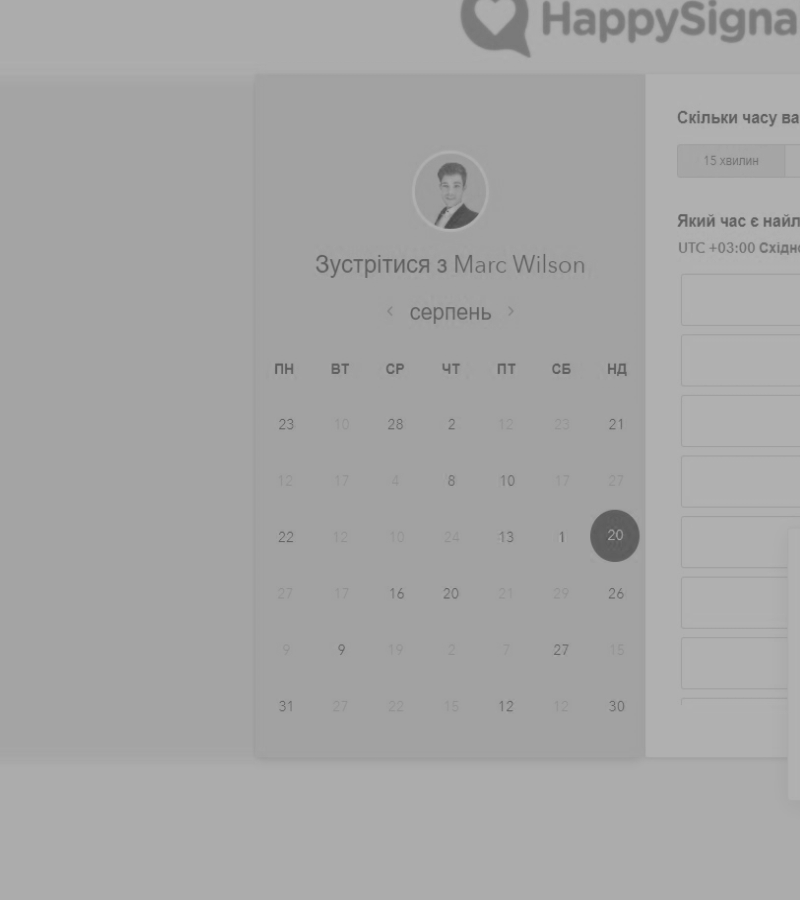 HappySigna
Зустрітися з Marc Wilson
серпень
ПН ВТ СР ЧТ ПТ СБ НД
23 10 28 2 12 23 21
12 17 4 8 10 17 27
22 12 10 24 13 1 20
27 17 16 20 21 29 26
9 9 19 2 7 27 15
31 27 22 15 12 12 30
Скільки часу ва
15 хвилин
Який час є найл
UTC +03:00 Східно